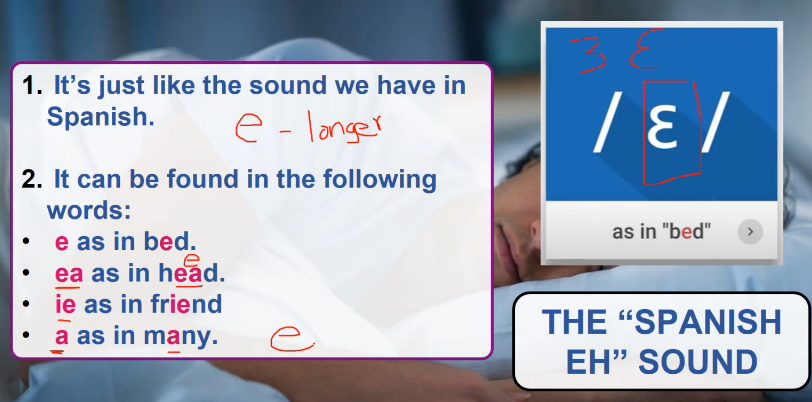 1. It's just like the sound we have in
Spanish.
e - longer
2. It can be found in the following
words:
• e as in bed.
e
• ea as in head.
• ie as in friend
• a as in many.
e
3 ε
/ ε /
as in "bed"
THE “SPANISH
EH” SOUND